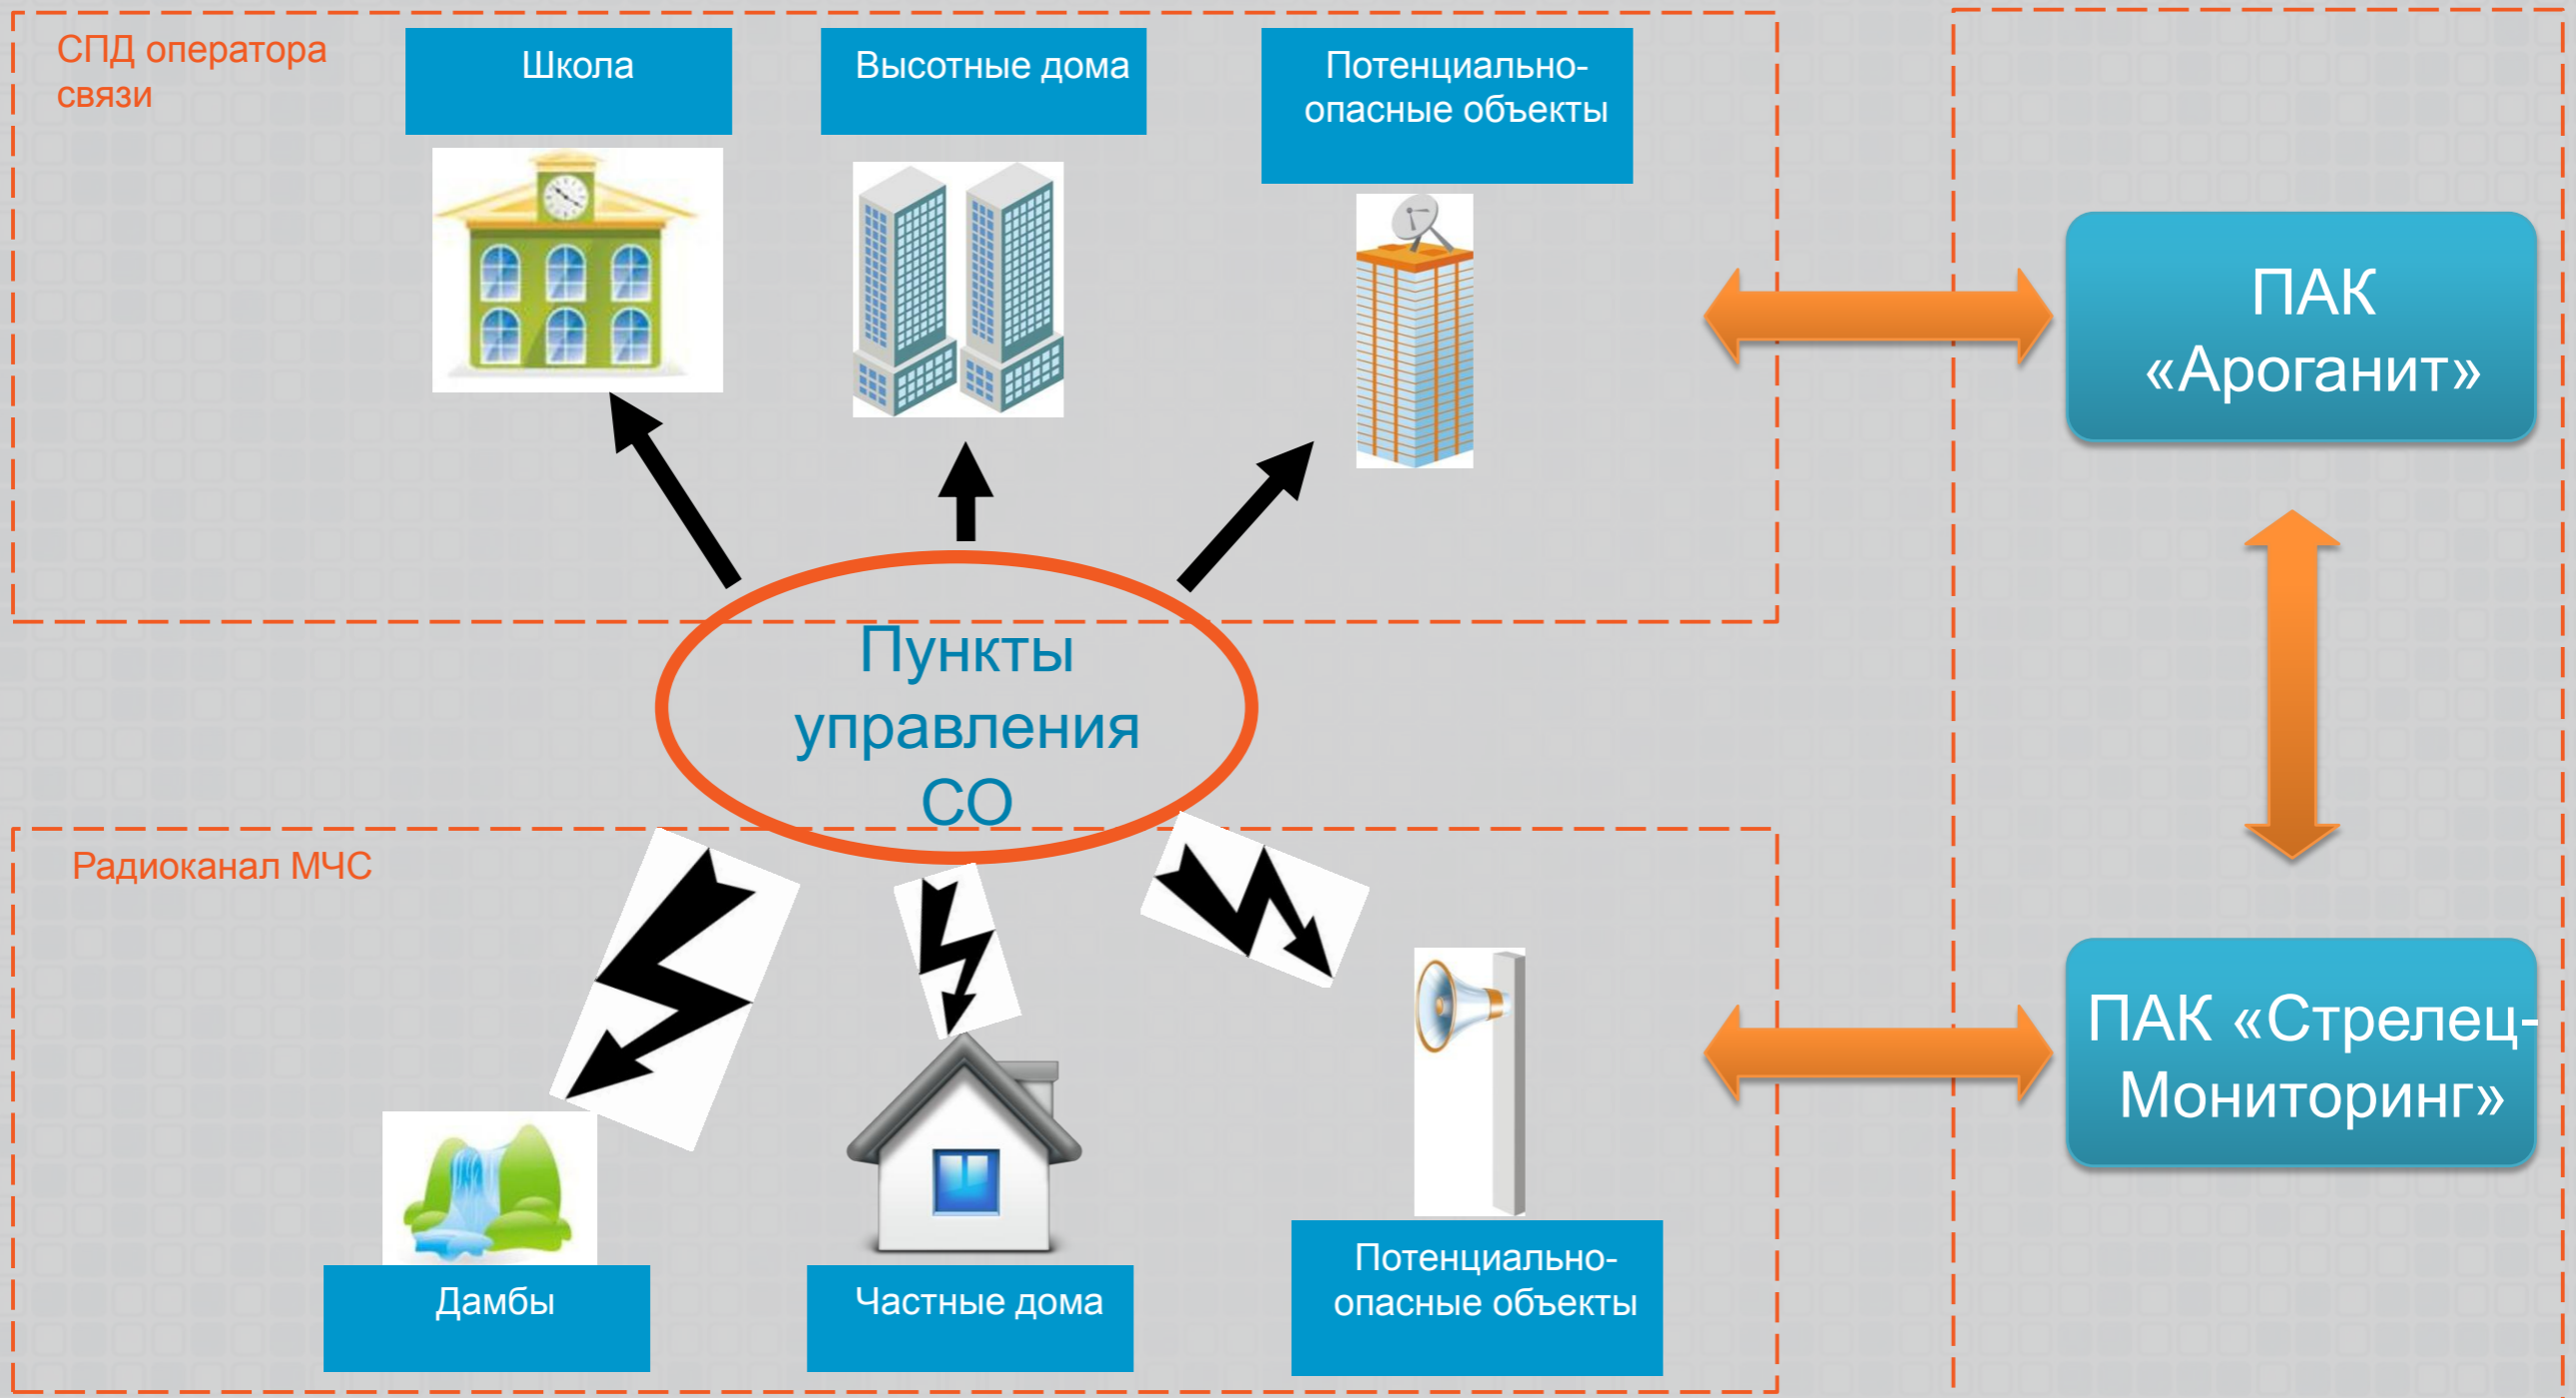 СПД оператора
связи
Школа
Высотные дома
Потенциально-
опасные объекты
ПАК
«Ароганит»
Пункты
управления
СО
Радиоканал МЧС
ПАК «Стрелец-
Мониторинг»
Дамбы
Частные дома
Потенциально-
опасные объекты